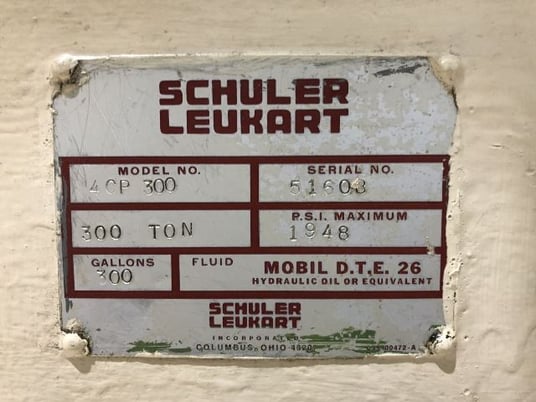 SCHULER
LEUKART
MODEL NO.
4CP 300
SERIAL NO.
51603
300 TON
P.S.I. MAXIMUM
1948
GALLONS
300
FLUID
MOBIL D.T.E. 26
HYDRAULIC OIL OR EQUIVALENT
SCHULER
LEUKART
INCORPORATED
COLUMBUS, OHIO